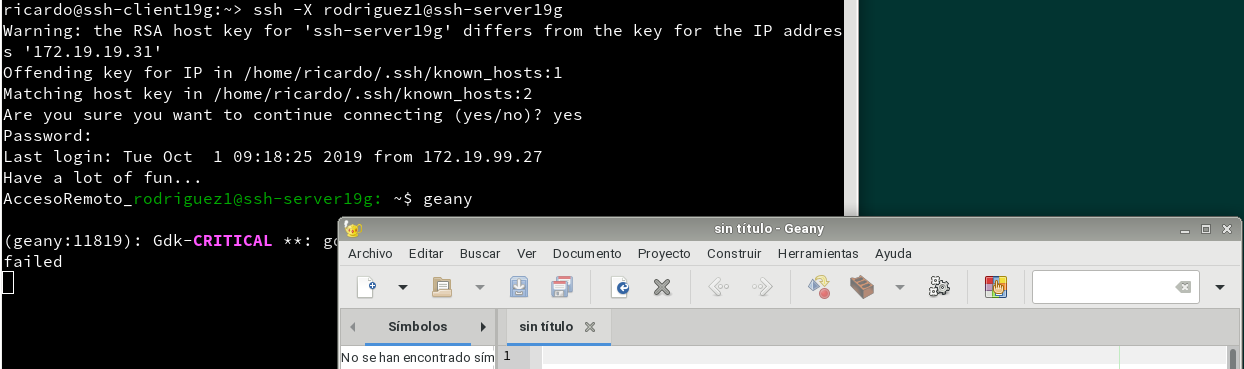 ricardo@ssh-client19g:~> ssh -X rodriguez1@ssh-server19g
Warning: the RSA host key for 'ssh-server19g' differs from the key for the IP addres
s '172.19.19.31'
Offending key for IP in /home/ricardo/.ssh/known_hosts:1
Matching host key in /home/ricardo/.ssh/known_hosts:2
Are you sure you want to continue connecting (yes/no)? yes
Password:
Last login: Tue Oct  1 09:18:25 2019 from 172.19.99.27
Have a lot of fun...
AccesoRemoto_rodriguez1@ssh-server19g: ~$ geany
(geany:11819): Gdk-CRITICAL **:
failed
sin título - Geany
Archivo Editar Buscar Ver Documento Proyecto Construir Herramientas Ayuda
Símbolos sin título
No se han encontrado sím 1